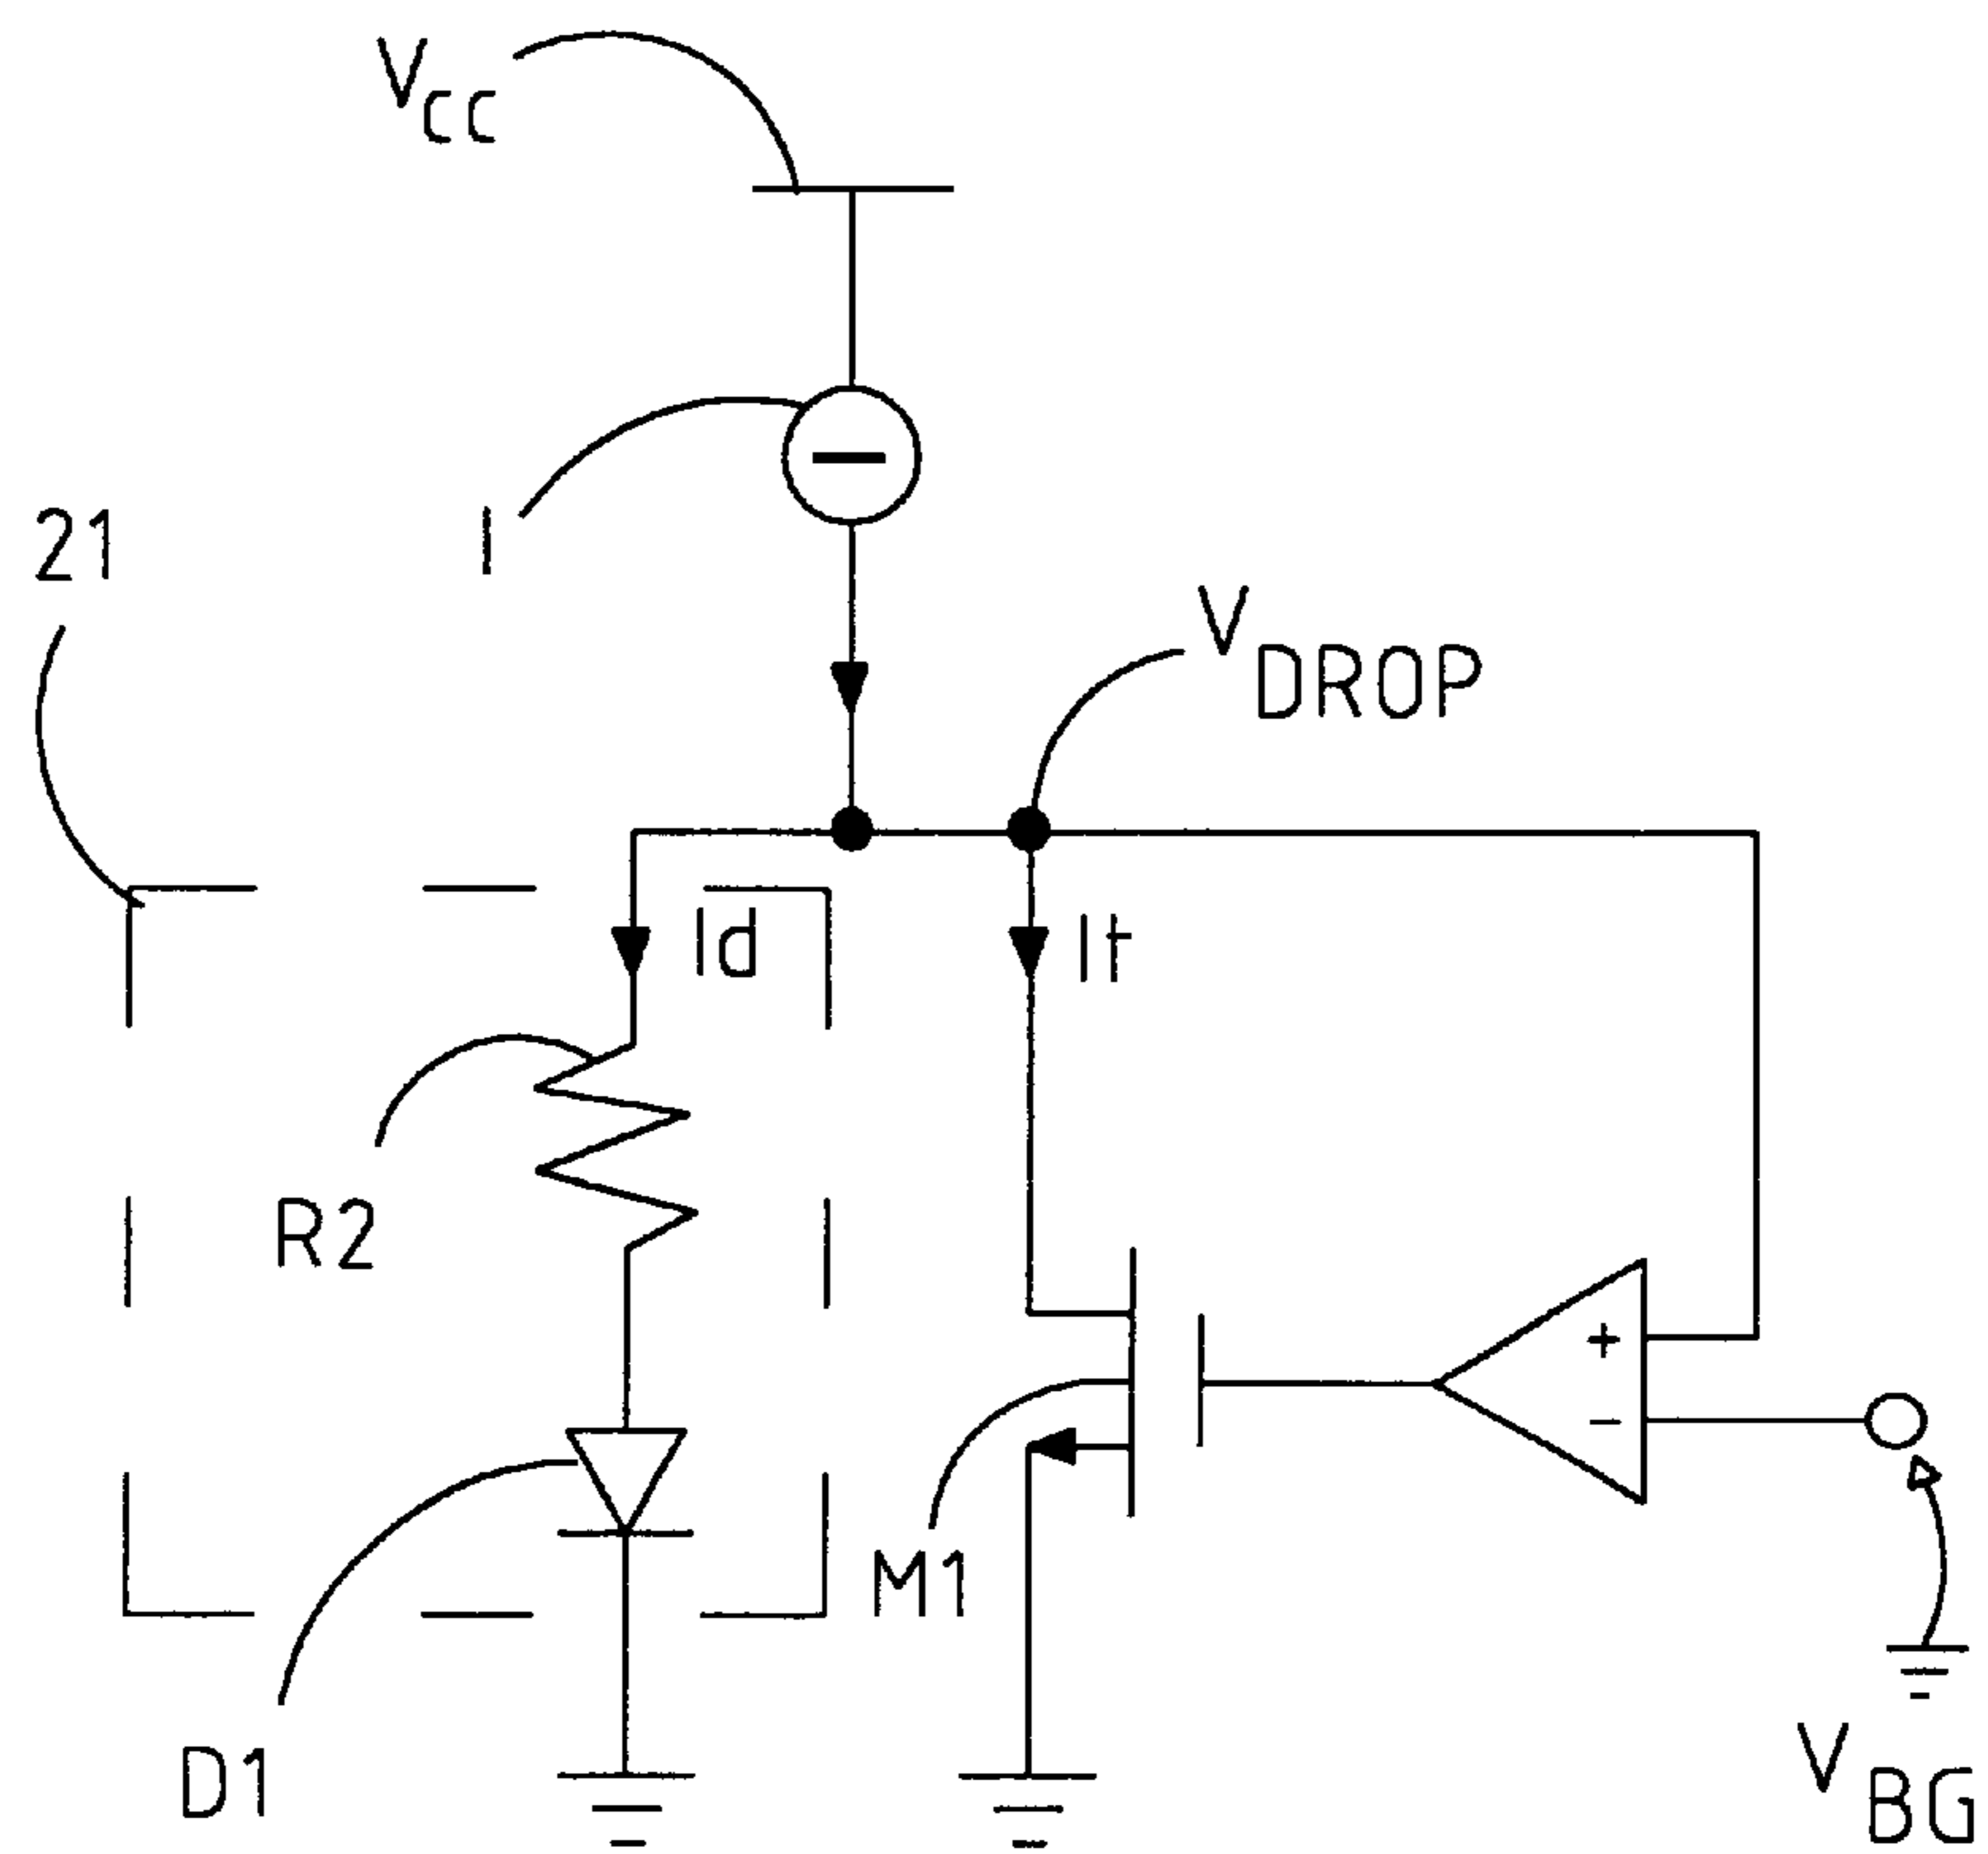 VCC
I
21
VDROP
Id
It
R2
+
-
M1
D1
VBG